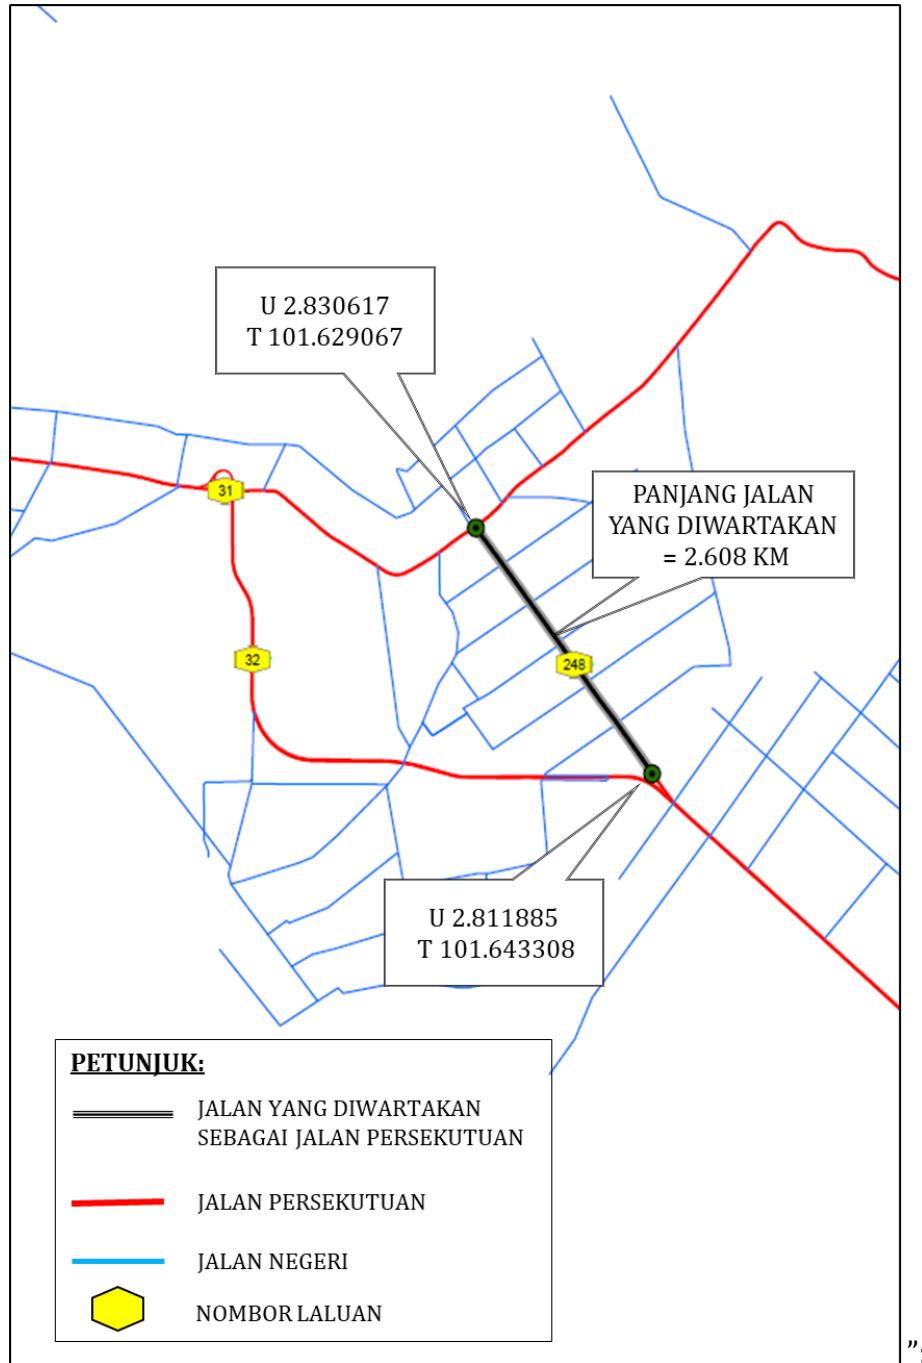 U 2.830617
T 101.629067
31
PANJANG JALAN
YANG DIWARTAKAN
= 2.608 KM
32
248
U 2.811885
T 101.643308
PETUNJUK:
JALAN YANG DIWARTAKAN
SEBAGAI JALAN PERSEKUTUAN
JALAN PERSEKUTUAN
JALAN NEGERI
NOMBOR LALUAN
”;